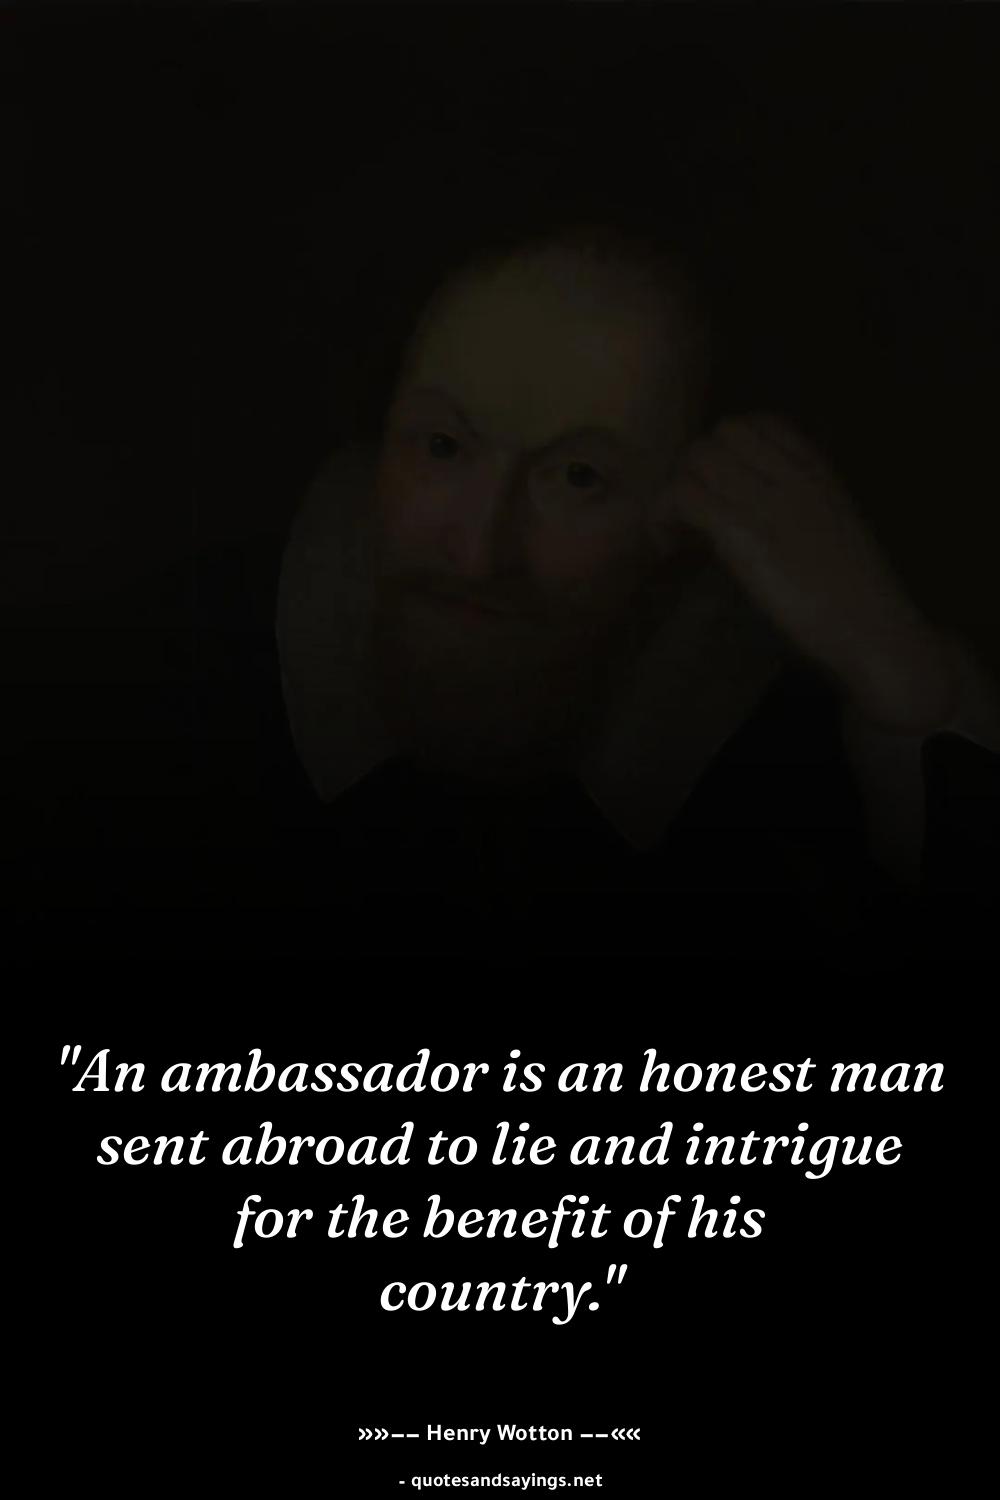 "An ambassador is an honest man
sent abroad to lie and intrigue
for the benefit of his
country."
»»−− Henry Wotton −−««
- quotesandsayings.net